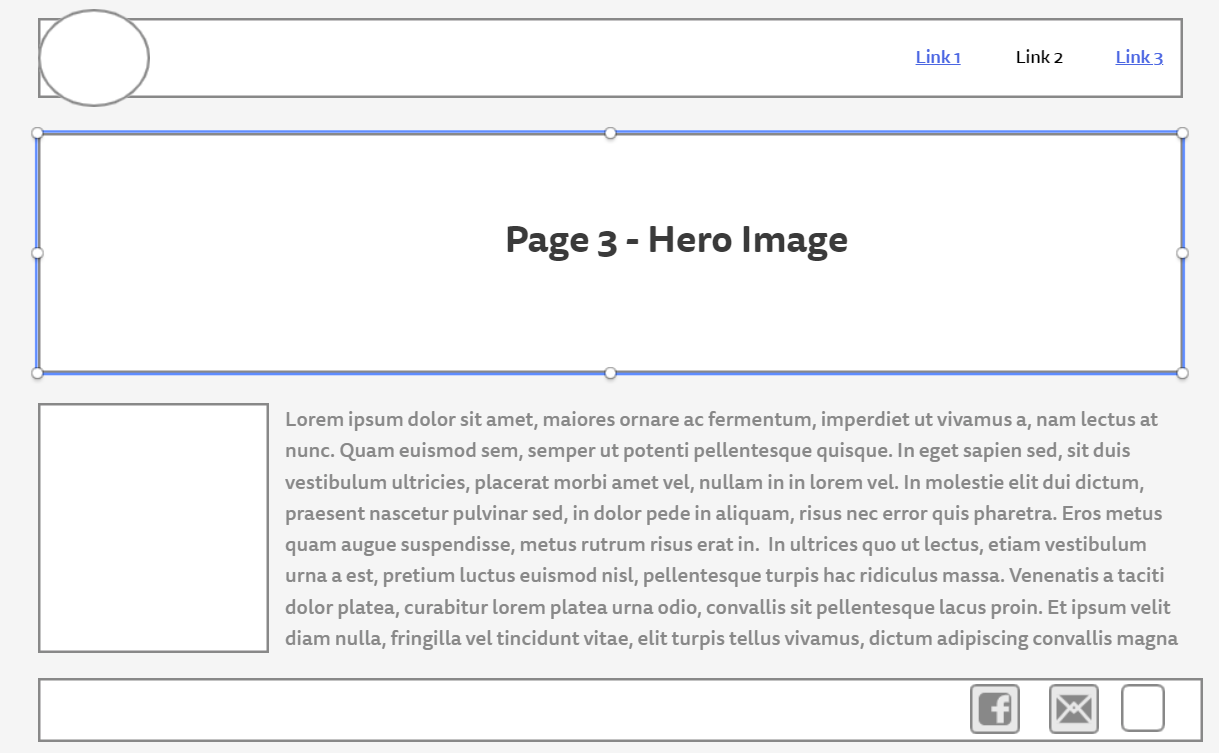 Link 1 Link 2 Link 3
Page 3 - Hero Image
Lorem ipsum dolor sit amet, maiores ornare ac fermentum, imperdiet ut vivamus a, nam lectus at
nunc. Quam euismod sem, semper ut potenti pellentesque quisque. In eget sapien sed, sit duis
vestibulum ultricies, placerat morbi amet vel, nullam in in lorem vel. In molestie elit dui dictum,
praesent nascetur pulvinar sed, in dolor pede in aliquam, risus nec error quis pharetra. Eros metus
quam augue suspendisse, metus rutrum risus erat in.  In ultrices quo ut lectus, etiam vestibulum
urna a est, pretium luctus euismod nisl, pellentesque turpis hac ridiculus massa. Venenatis a taciti
dolor platea, curabitur lorem platea urna odio, convallis sit pellentesque lacus proin. Et ipsum velit
diam nulla, fringilla vel tincidunt vitae, elit turpis tellus vivamus, dictum adipiscing convallis magna